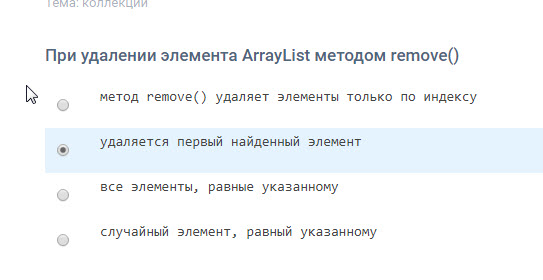 Тема: коллекции
При удалении элемента ArrayList методом remove()
метод remove() удаляет элементы только по индексу
удаляется первый найденный элемент
все элементы, равные указанному
случайный элемент, равный указанному